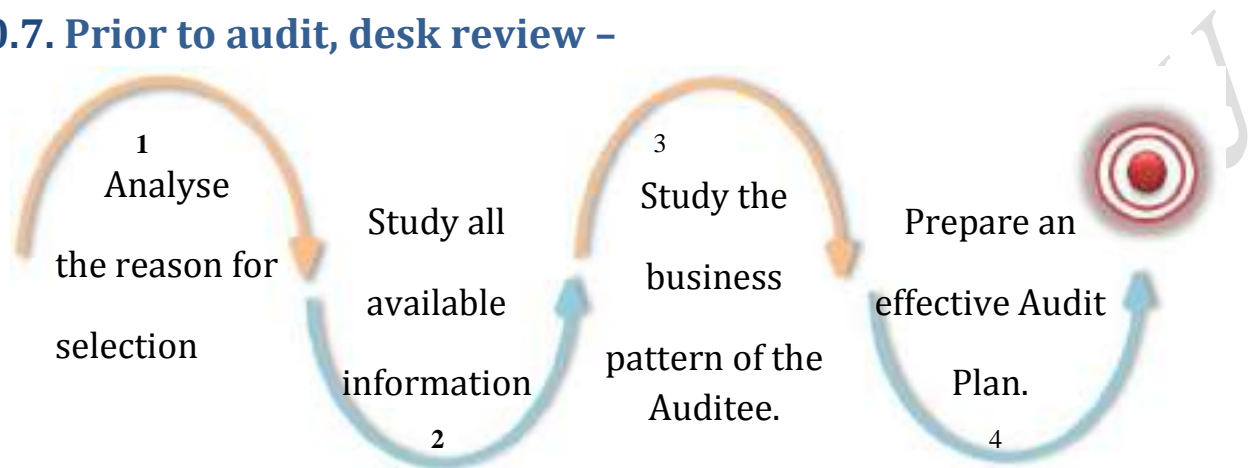 0.7. Prior to audit, desk review –
1
Analyse
the reason for
selection
Study all
available
information
2
3
Study the
business
pattern of the
Auditee.
Prepare an
effective Audit
Plan.
4